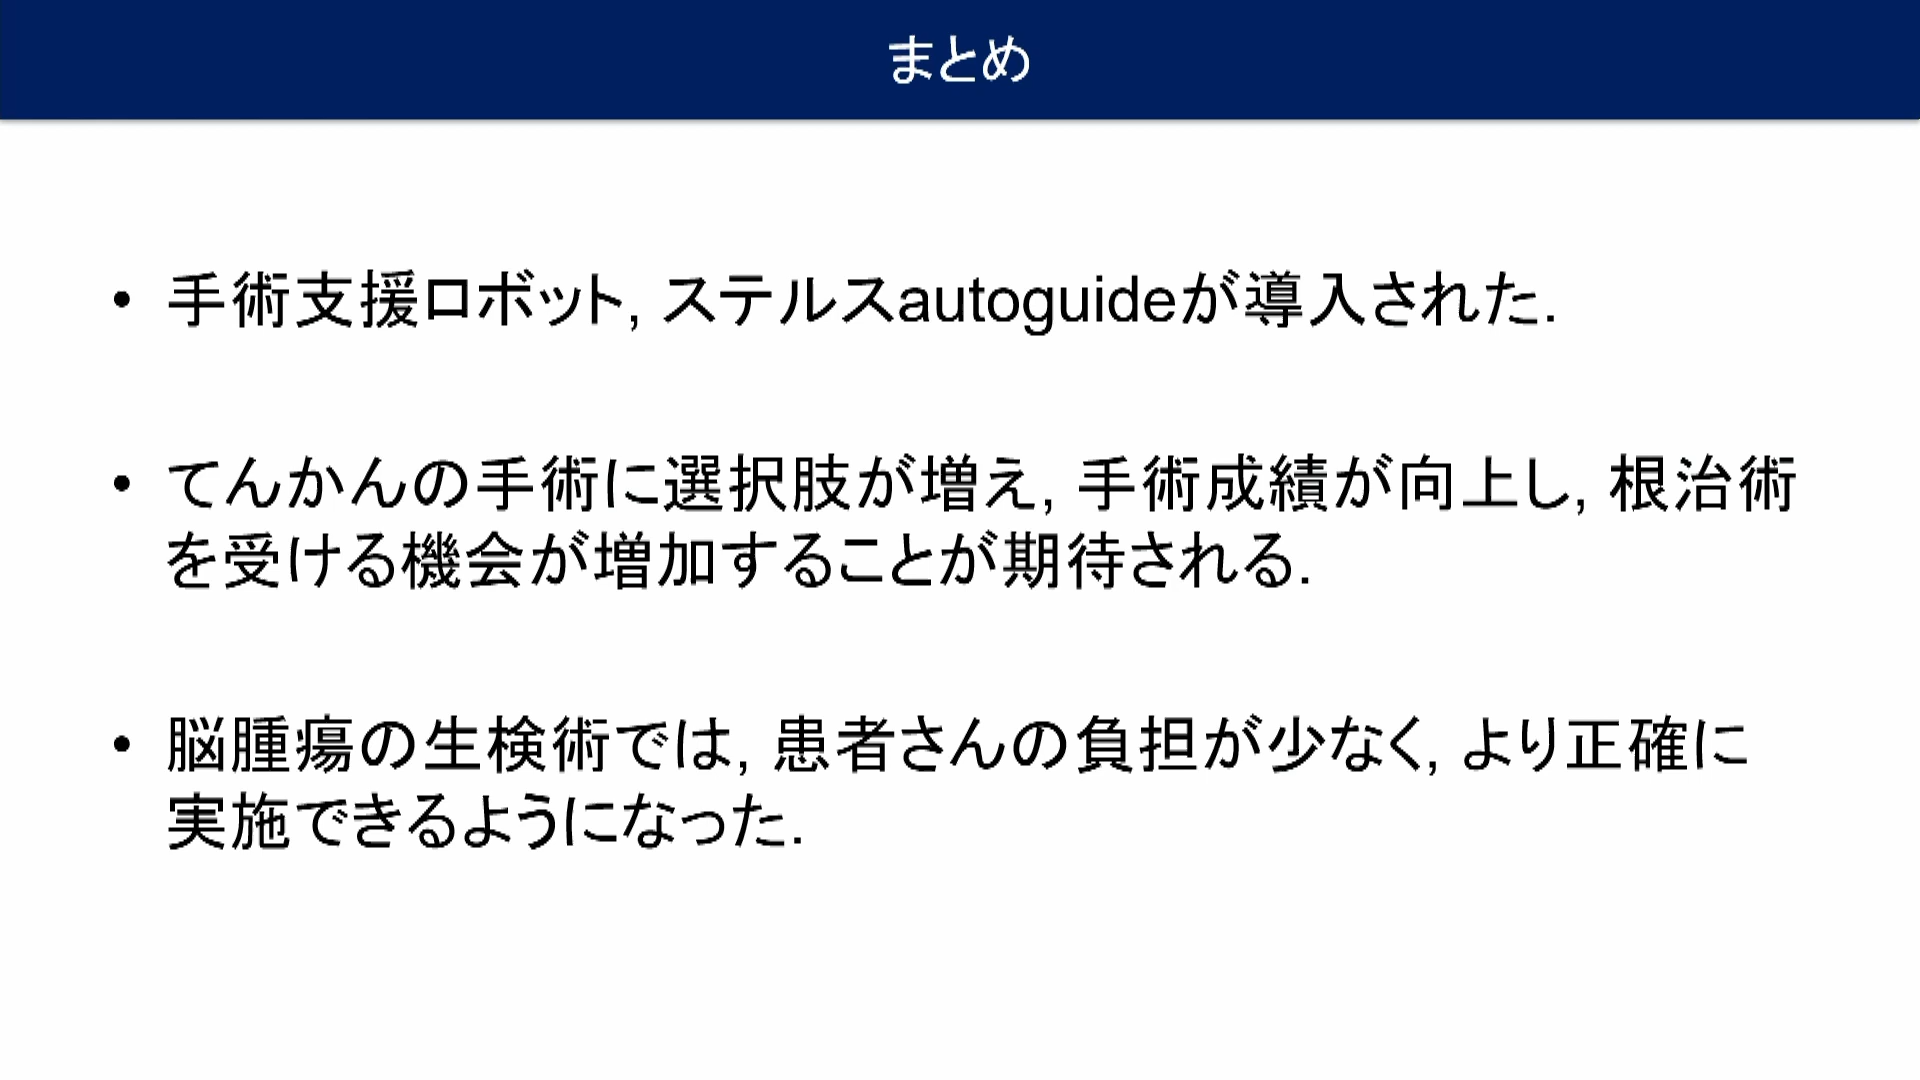 まとめ
• 手術支援ロボット, ステルスautoguideが導入された.
• てんかんの手術に選択肢が増え, 手術成績が向上し, 根治術
を受ける機会が増加することが期待される.
• 脳腫瘍の生検術では, 患者さんの負担が少なく, より正確に
実施できるようになった.